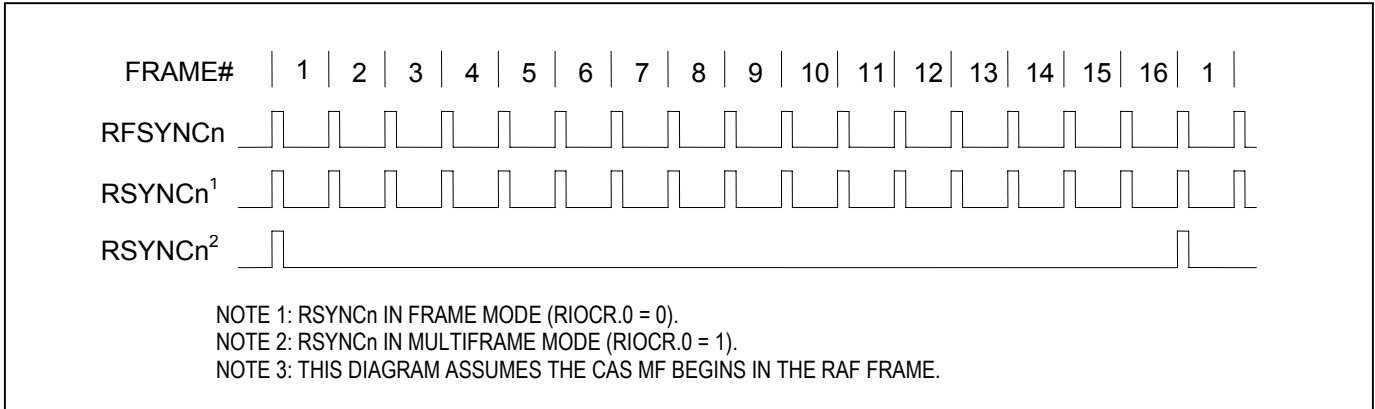 FRAME# 1 2 3 4 5 6 7 8 9 10 11 12 13 14 15 16 1
RFSYNCn
RSYNCn¹
RSYNCn²
NOTE 1: RSYNCn IN FRAME MODE (RIOCR.0 = 0).
NOTE 2: RSYNCn IN MULTIFRAME MODE (RIOCR.0 = 1).
NOTE 3: THIS DIAGRAM ASSUMES THE CAS MF BEGINS IN THE RAF FRAME.